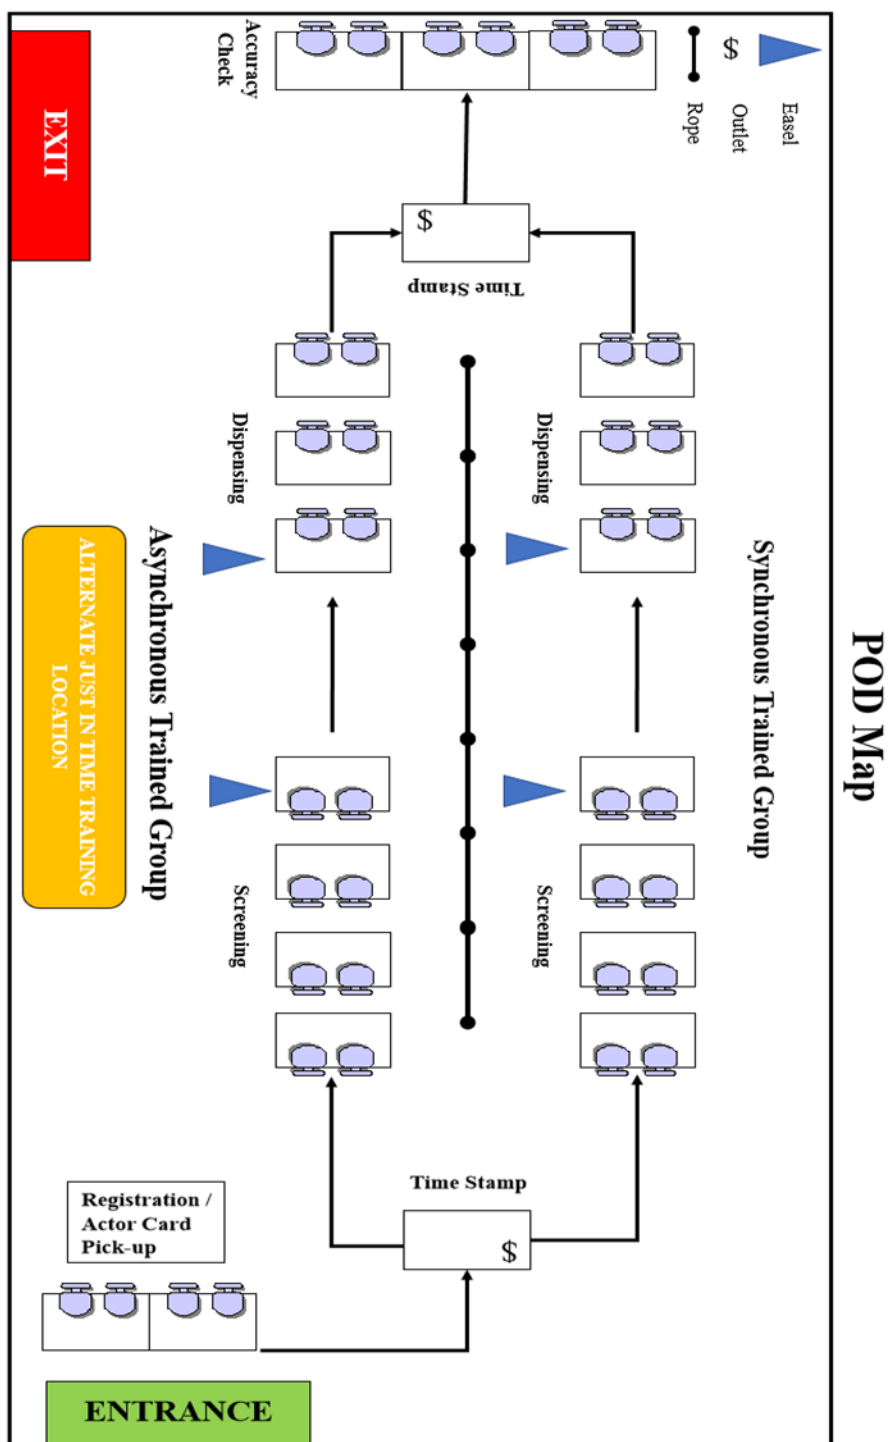 POD Map
Easel
Outlet
Rope
$
Accuracy
Check
EXIT
$
Time Stamp
Dispensing
Dispensing
Synchronous Trained Group
Asynchronous Trained Group
ALTERNATE JUST IN TIME TRAINING
LOCATION
Screening
Screening
Time Stamp
$
Registration /
Actor Card
Pick-up
ENTRANCE